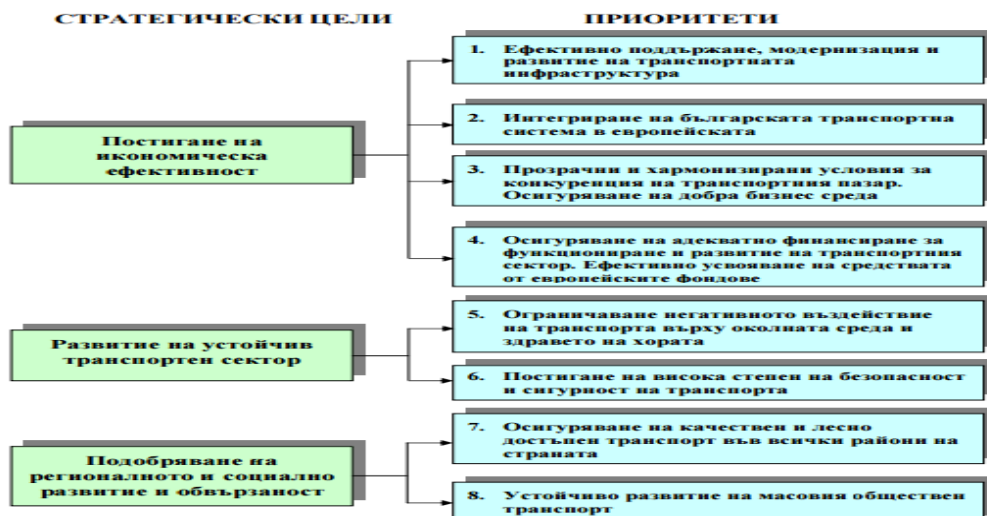 СТРАТЕГИЧЕСКИ ЦЕЛИ
ПРИОРИТЕТИ
Постигане на
икономическа
ефективност
1. Ефективно поддържане, модернизация и
развитие на транспортната
инфраструктура
2. Интегриране на българската транспортна
система в европейската
3. Прозрачни и хармонизирани условия за
конкуренция на транспортния пазар.
Осигуряване на добра бизнес среда
4. Осигуряване на адекватно финансиране за
функциониране и развитие на транспортния
сектор. Ефективно усвояване на средствата
от европейските фондове
Развитие на устойчив
транспортен сектор
5. Ограничаване негативното въздействие
на транспорта върху околната среда и
здравето на хората
6. Постигане на висока степен на безопасност
и сигурност на транспорта
Подобряване на
регионалното и социално
развитие и обвързаност
7. Осигуряване на качествен и лесно
достъпен транспорт във всички райони на
страната
8. Устойчиво развитие на масовия обществен
транспорт